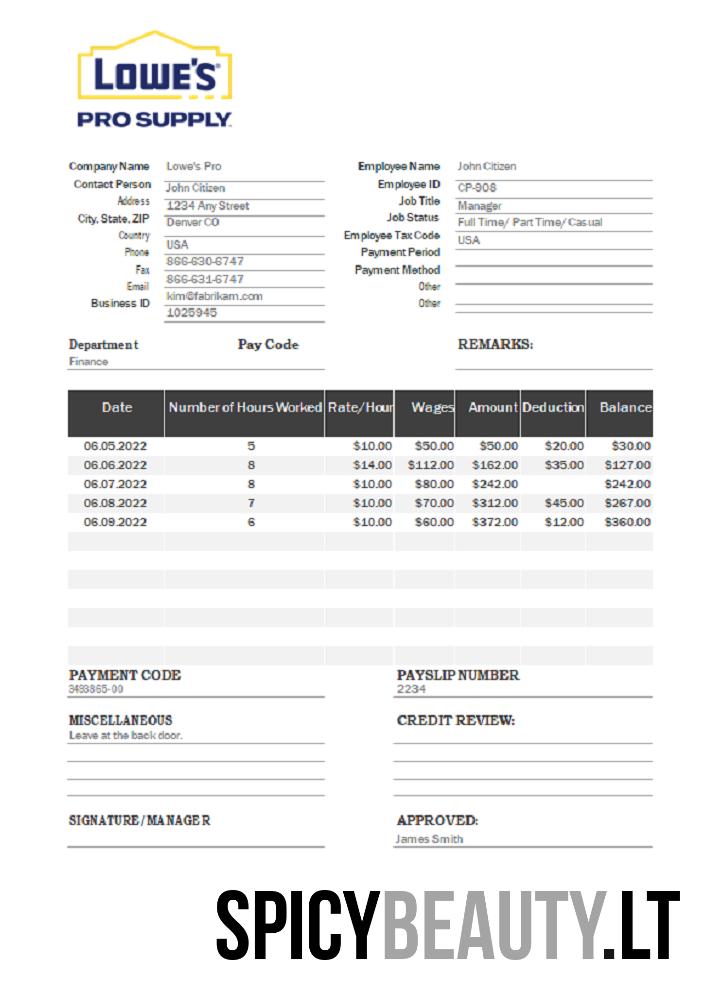 LOWE'S
PRO SUPPLY
Company Name Lowe's Pro Employee Name John Citizen
Contact Person John Citizen Employee ID CP-908
Address 1234 Any Street Job Title Manager
City, State, ZIP Denver CO Job Status Full Time/ Part Time/ Casual
Country USA Employee Tax Code USA
Phone 866-630-6747 Payment Period
Fax 866-631-6747 Payment Method
Email kim@fabrikam.com Other
Business ID 1025945 Other
Department Pay Code REMARKS:
Finance
Date Number of Hours Worked Rate/Hour Wages Amount Deduction Balance
06.05.2022 5 $10.00 $50.00 $50.00 $20.00 $30.00
06.06.2022 8 $14.00 $112.00 $162.00 $35.00 $127.00
06.07.2022 8 $10.00 $80.00 $242.00 $242.00
06.08.2022 7 $10.00 $70.00 $312.00 $45.00 $267.00
06.09.2022 6 $10.00 $60.00 $372.00 $12.00 $360.00
PAYMENT CODE PAYSLIP NUMBER
3493865-00 2234
MISCELLANEOUS CREDIT REVIEW:
Leave at the back door.
SIGNATURE/MANAGER APPROVED:
James Smith
SPICYBEAUTY.LT